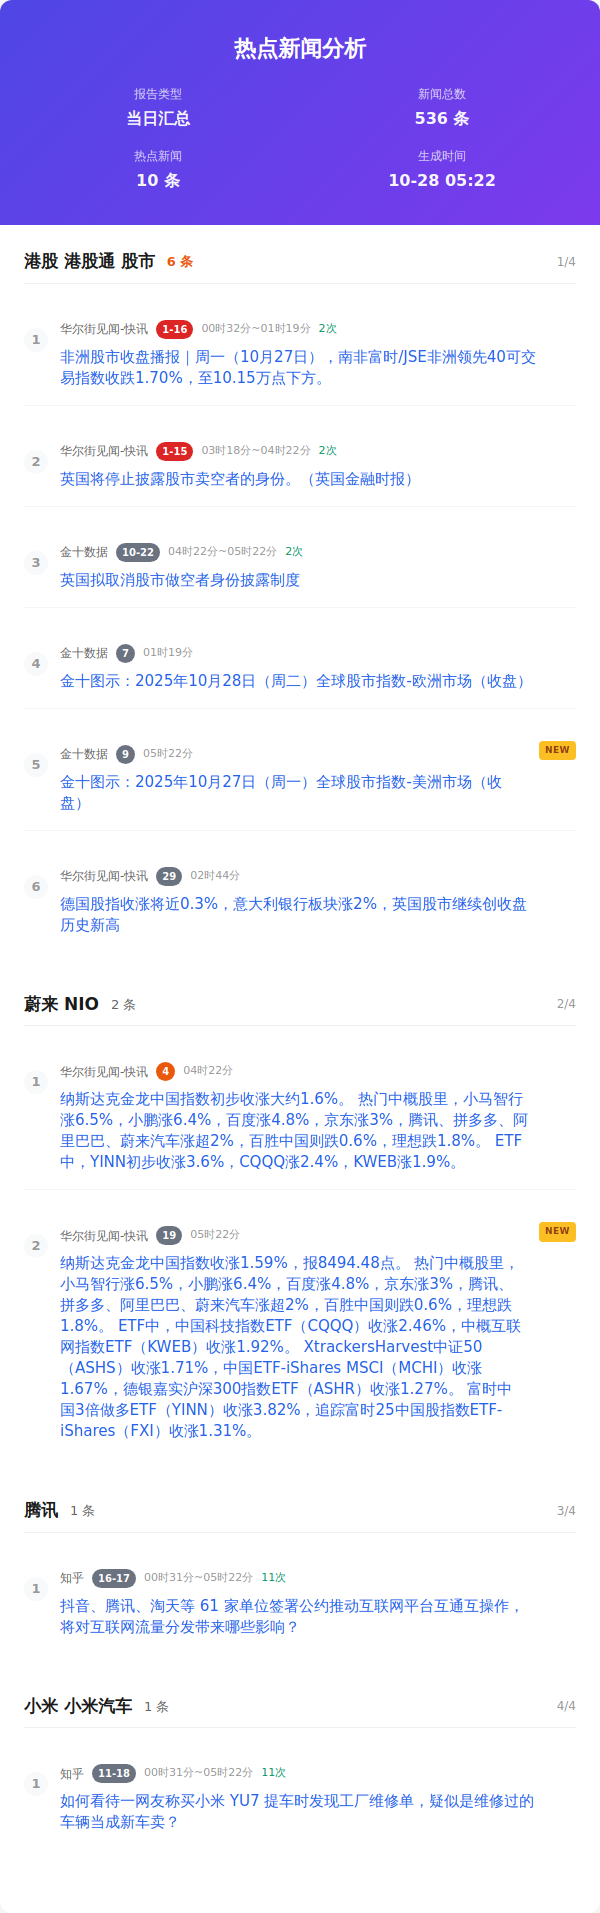 热点新闻分析
报告类型
当日汇总
新闻总数
536 条
热点新闻
10 条
生成时间
10-28 05:22
港股 港股通 股市 6 条 1/4
1
华尔街见闻-快讯 1-16 00时32分~01时19分 2次
非洲股市收盘播报｜周一（10月27日），南非富时/JSE非洲领先40可交
易指数收跌1.70%，至10.15万点下方。
2
华尔街见闻-快讯 1-15 03时18分~04时22分 2次
英国将停止披露股市卖空者的身份。（英国金融时报）
3
金十数据 10-22 04时22分~05时22分 2次
英国拟取消股市做空者身份披露制度
4
金十数据 7 01时19分
金十图示：2025年10月28日（周二）全球股市指数-欧洲市场（收盘）
5
金十数据 9 05时22分 NEW
金十图示：2025年10月27日（周一）全球股市指数-美洲市场（收
盘）
6
华尔街见闻-快讯 29 02时44分
德国股指收涨将近0.3%，意大利银行板块涨2%，英国股市继续创收盘
历史新高
蔚来 NIO 2 条 2/4
1
华尔街见闻-快讯 4 04时22分
纳斯达克金龙中国指数初步收涨大约1.6%。 热门中概股里，小马智行
涨6.5%，小鹏涨6.4%，百度涨4.8%，京东涨3%，腾讯、拼多多、阿
里巴巴、蔚来汽车涨超2%，百胜中国则跌0.6%，理想跌1.8%。 ETF
中，YINN初步收涨3.6%，CQQQ涨2.4%，KWEB涨1.9%。
2
华尔街见闻-快讯 19 05时22分 NEW
纳斯达克金龙中国指数收涨1.59%，报8494.48点。 热门中概股里，
小马智行涨6.5%，小鹏涨6.4%，百度涨4.8%，京东涨3%，腾讯、
拼多多、阿里巴巴、蔚来汽车涨超2%，百胜中国则跌0.6%，理想跌
1.8%。 ETF中，中国科技指数ETF（CQQQ）收涨2.46%，中概互联
网指数ETF（KWEB）收涨1.92%。 XtrackersHarvest中证50
（ASHS）收涨1.71%，中国ETF-iShares MSCI（MCHI）收涨
1.67%，德银嘉实沪深300指数ETF（ASHR）收涨1.27%。 富时中
国3倍做多ETF（YINN）收涨3.82%，追踪富时25中国股指数ETF-
iShares（FXI）收涨1.31%。
腾讯 1 条 3/4
1
知乎 16-17 00时31分~05时22分 11次
抖音、腾讯、淘天等 61 家单位签署公约推动互联网平台互通互操作，
将对互联网流量分发带来哪些影响？
小米 小米汽车 1 条 4/4
1
知乎 11-18 00时31分~05时22分 11次
如何看待一网友称买小米 YU7 提车时发现工厂维修单，疑似是维修过的
车辆当成新车卖？